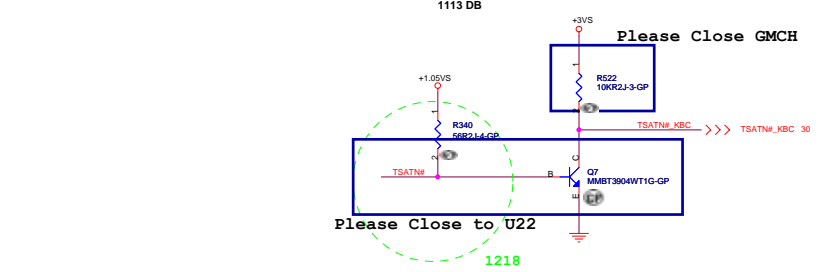 1113 DB
+3VS
Please Close GMCH
1
R522
10KR2J-3-GP
+1.05VS
1
R340
56R2J-4-GP
2
TSATN#_KBC
TSATN#_KBC 30
C
TSATN#
B
Q7
MMBT3904WT1G-GP
E
Please Close to U22
1218